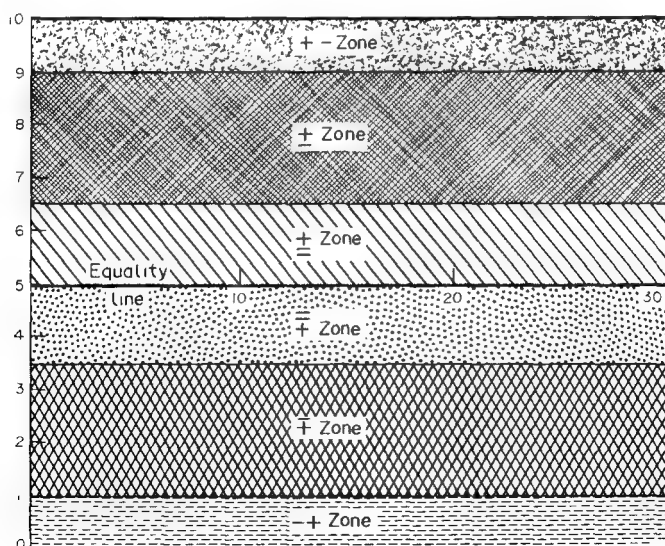 10
+ - Zone
9
8
± Zone
7
6
+
= Zone
Equality
5
line
10
20
30
=
+ Zone
4
3
∓ Zone
2
1
-+ Zone
0